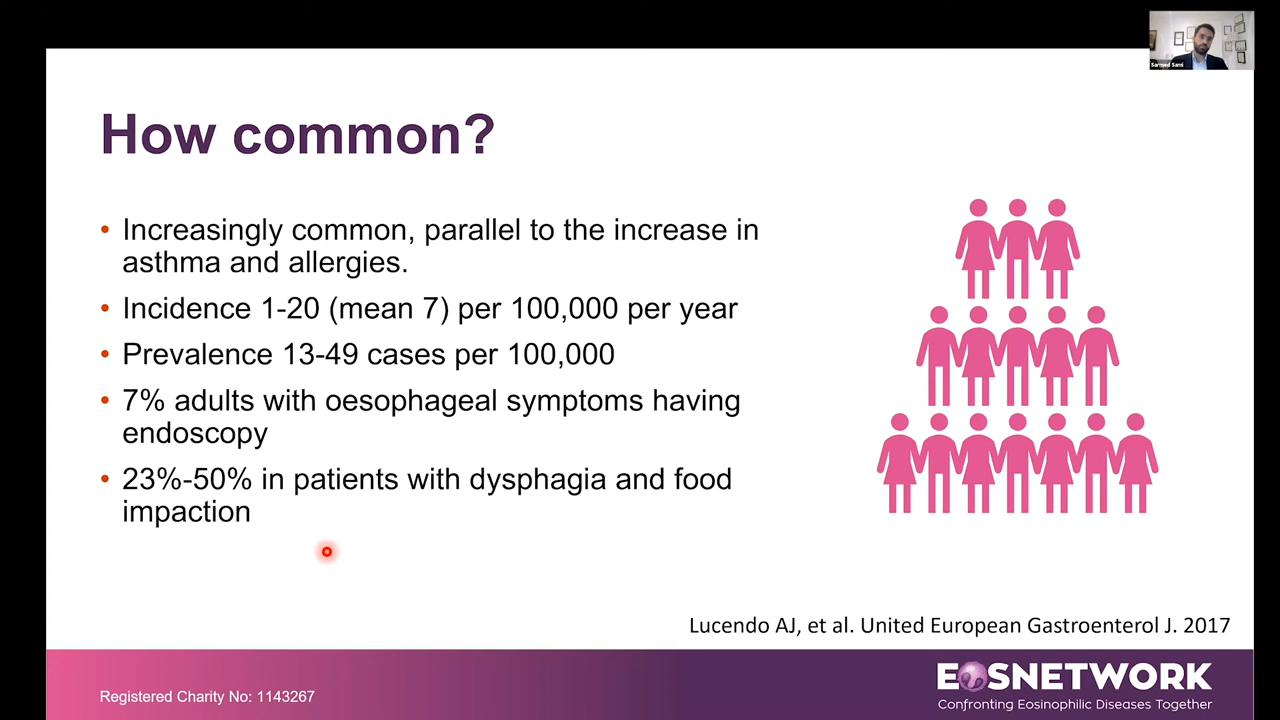 Sarmed Sami
How common?
• Increasingly common, parallel to the increase in
asthma and allergies.
• Incidence 1-20 (mean 7) per 100,000 per year
• Prevalence 13-49 cases per 100,000
• 7% adults with oesophageal symptoms having
endoscopy
• 23%-50% in patients with dysphagia and food
impaction
Lucendo AJ, et al. United European Gastroenterol J. 2017
Registered Charity No: 1143267
EOSNETWORK
Confronting Eosinophilic Diseases Together